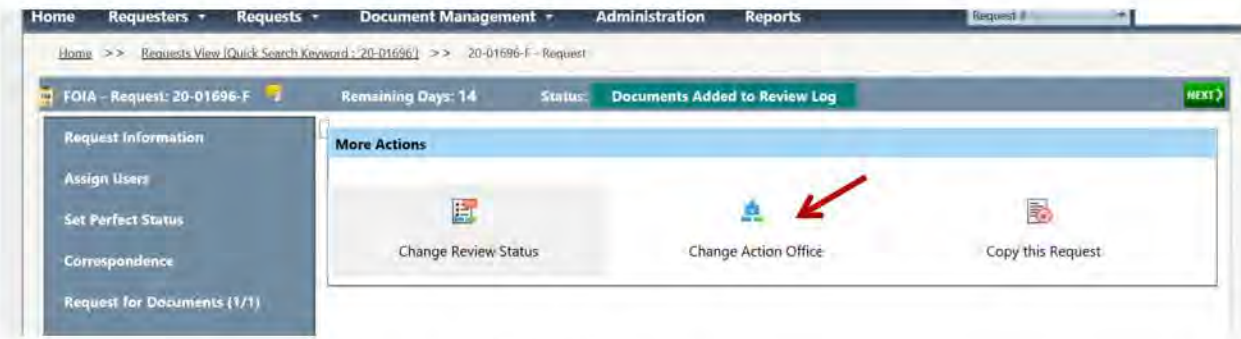 Home Requesters Requests Document Management Administration Reports Request #
Home >> Requests View (Quick Search Keyword : '20-01696') >> 20-01696-F - Request
FOIA - Request: 20-01696-F Remaining Days: 14 Status: Documents Added to Review Log NEXT
Request Information
More Actions
Assign Users
Set Perfect Status
Change Review Status Change Action Office Copy this Request
Correspondence
Request for Documents (1/1)